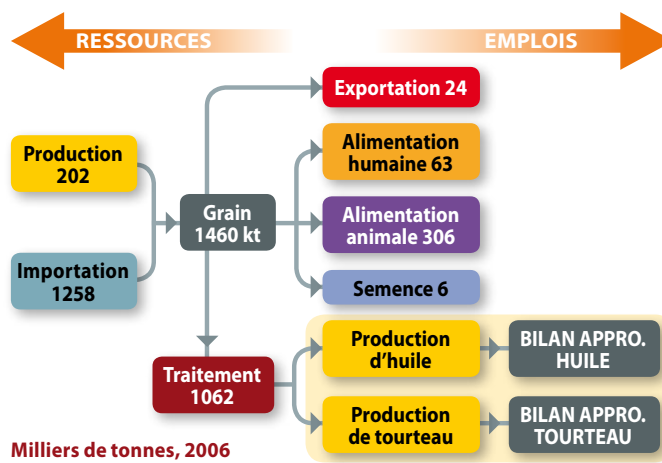 RESSOURCES
EMPLOIS
Exportation 24
Production
202
Alimentation
humaine 63
Grain
1460 kt
Alimentation
animale 306
Importation
1258
Semence 6
Production
d’huile
BILAN APPRO.
HUILE
Traitement
1062
Production
de tourteau
BILAN APPRO.
TOURTEAU
Milliers de tonnes, 2006